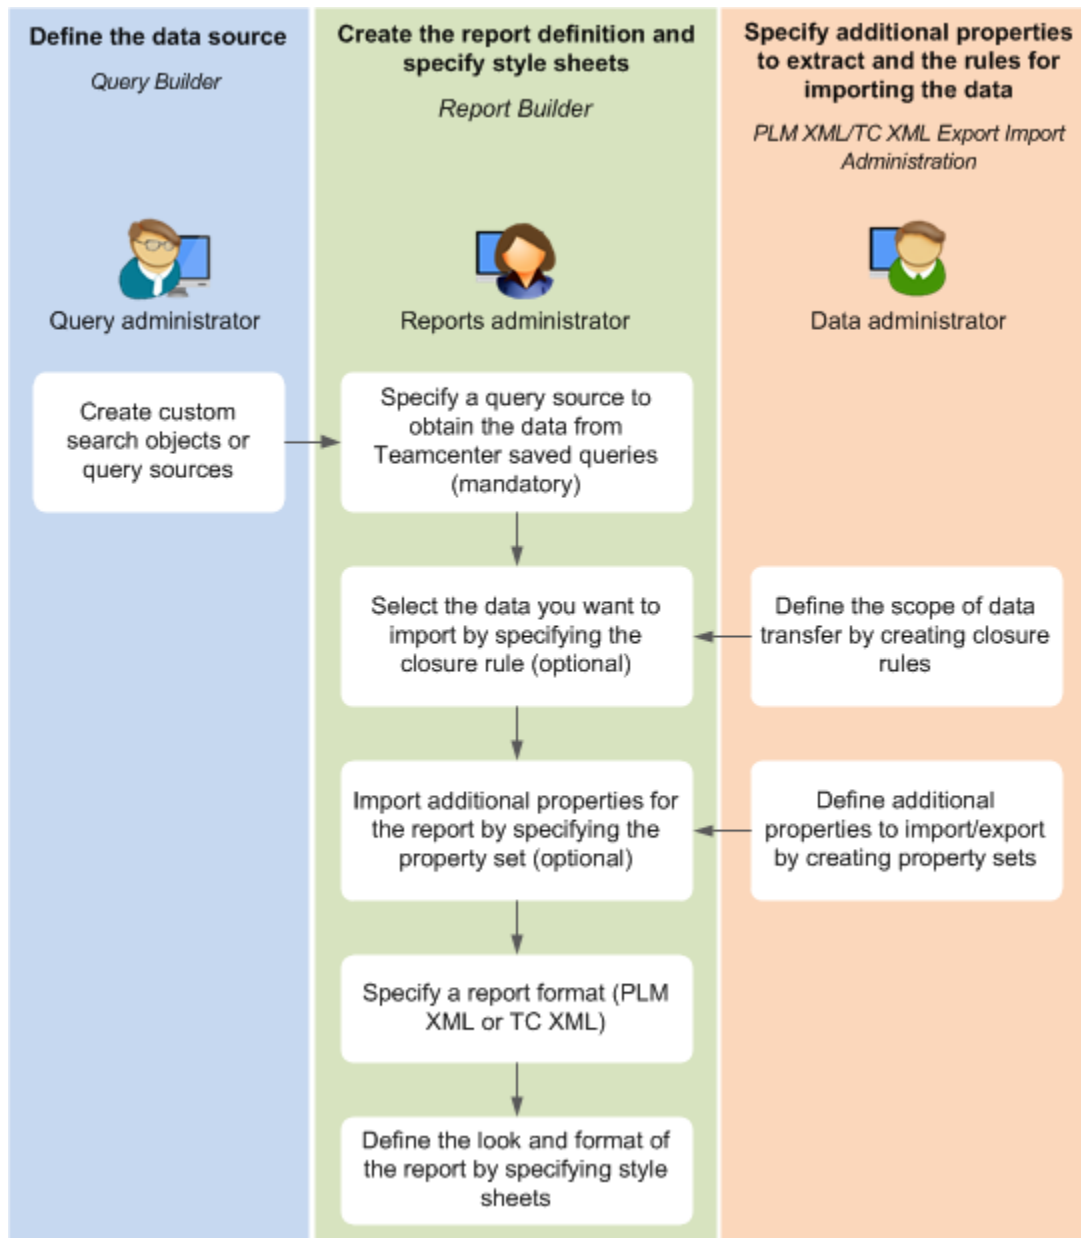 Define the data source
Query Builder
Query administrator
Create custom
search objects or
query sources
Create the report definition and
specify style sheets
Report Builder
Reports administrator
Specify a query source to
obtain the data from
Teamcenter saved queries
(mandatory)
Select the data you want to
import by specifying the
closure rule (optional)
Import additional properties for
the report by specifying the
property set (optional)
Specify a report format (PLM
XML or TC XML)
Define the look and format of
the report by specifying style
sheets
Specify additional properties
to extract and the rules for
importing the data
PLM XML/TC XML Export Import
Administration
Data administrator
Define the scope of data
transfer by creating closure
rules
Define additional
properties to import/export
by creating property sets